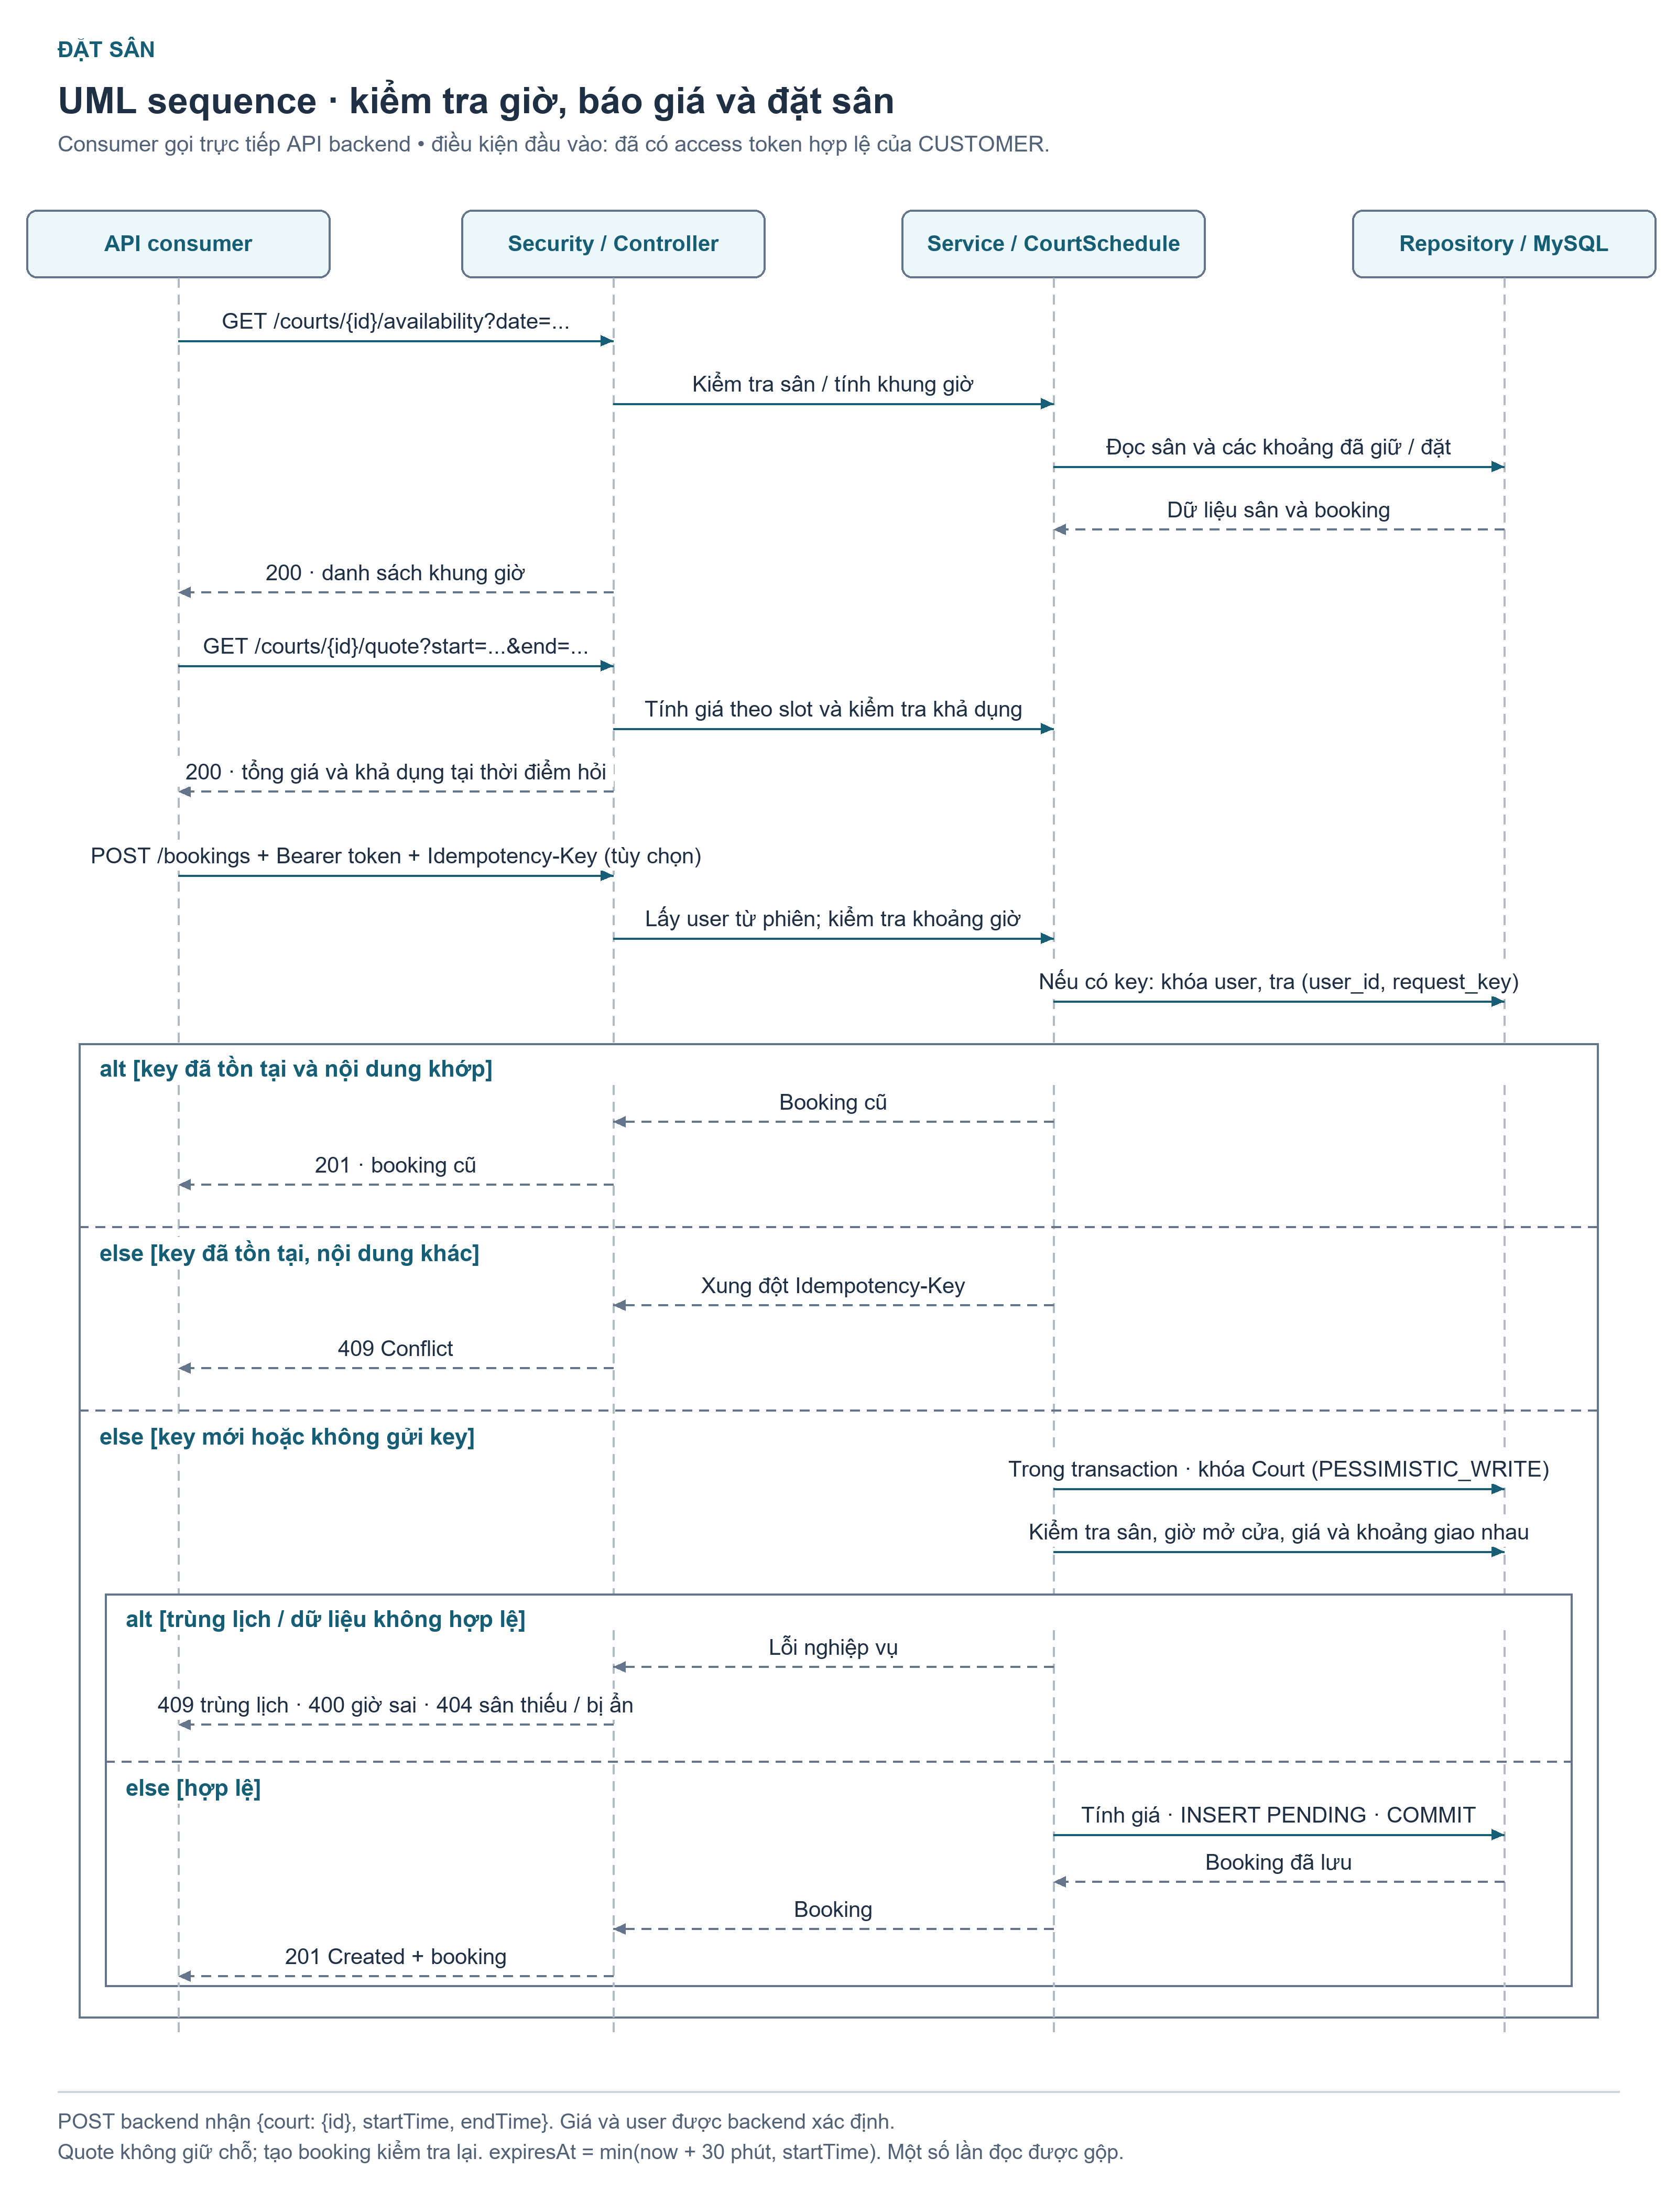 ĐẶT SÂN
UML sequence · kiểm tra giờ, báo giá và đặt sân
Consumer gọi trực tiếp API backend • điều kiện đầu vào: đã có access token hợp lệ của CUSTOMER.
API consumer
Security / Controller
Service / CourtSchedule
Repository / MySQL
GET /courts/{id}/availability?date=...
Kiểm tra sân / tính khung giờ
Đọc sân và các khoảng đã giữ / đặt
Dữ liệu sân và booking
200 · danh sách khung giờ
GET /courts/{id}/quote?start=...&end=...
Tính giá theo slot và kiểm tra khả dụng
200 · tổng giá và khả dụng tại thời điểm hỏi
POST /bookings + Bearer token + Idempotency-Key (tùy chọn)
Lấy user từ phiên; kiểm tra khoảng giờ
Nếu có key: khóa user, tra (user_id, request_key)
alt [key đã tồn tại và nội dung khớp]
Booking cũ
201 · booking cũ
else [key đã tồn tại, nội dung khác]
Xung đột Idempotency-Key
409 Conflict
else [key mới hoặc không gửi key]
Trong transaction · khóa Court (PESSIMISTIC_WRITE)
Kiểm tra sân, giờ mở cửa, giá và khoảng giao nhau
alt [trùng lịch / dữ liệu không hợp lệ]
Lỗi nghiệp vụ
409 trùng lịch · 400 giờ sai · 404 sân thiếu / bị ẩn
else [hợp lệ]
Tính giá · INSERT PENDING · COMMIT
Booking đã lưu
Booking
201 Created + booking
POST backend nhận {court: {id}, startTime, endTime}. Giá và user được backend xác định.
Quote không giữ chỗ; tạo booking kiểm tra lại. expiresAt = min(now + 30 phút, startTime). Một số lần đọc được gộp.